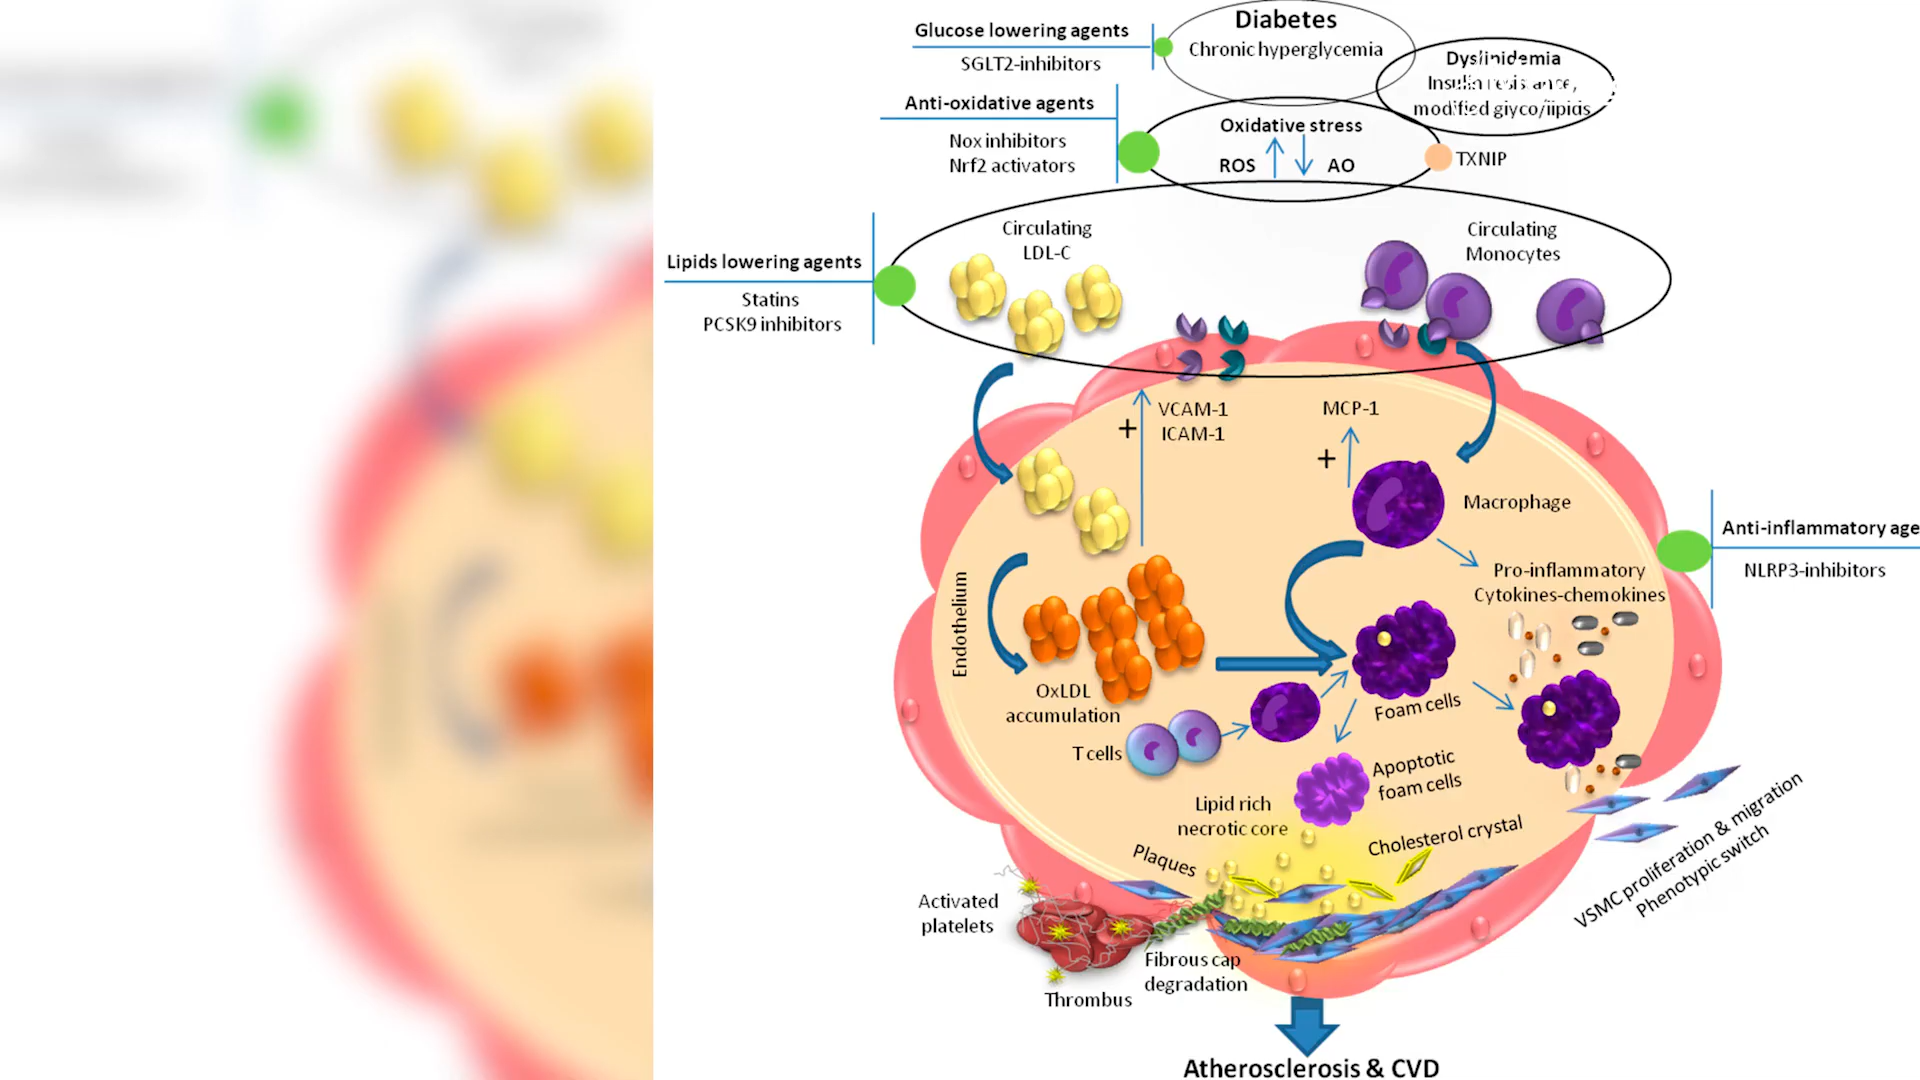 Diabetes
Chronic hyperglycemia
Glucose lowering agents
SGLT2-inhibitors
Dyslipidemia
Insulin resistance,
modified glyco/lipids
Anti-oxidative agents
Nox inhibitors
Nrf2 activators
Oxidative stress
ROS
AO
TXNIP
Circulating
LDL-C
Circulating
Monocytes
Lipids lowering agents
Statins
PCSK9 inhibitors
VCAM-1
ICAM-1
+
MCP-1
+
Macrophage
Anti-inflammatory age
NLRP3-inhibitors
Pro-inflammatory
Cytokines-chemokines
Endothelium
OxLDL
accumulation
Foam cells
T cells
Apoptotic
foam cells
Lipid rich
necrotic core
Cholesterol crystal
Plaques
VSMC proliferation & migration
Phenotypic switch
Activated
platelets
Fibrous cap
degradation
Thrombus
Atherosclerosis & CVD